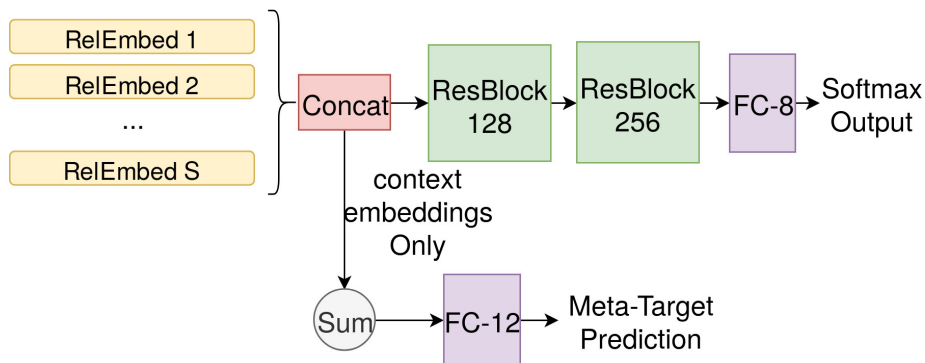 RelEmbed 1
RelEmbed 2
...
RelEmbed S
Concat
ResBlock
128
ResBlock
256
FC-8
Softmax
Output
context
embeddings
Only
Sum
FC-12
Meta-Target
Prediction